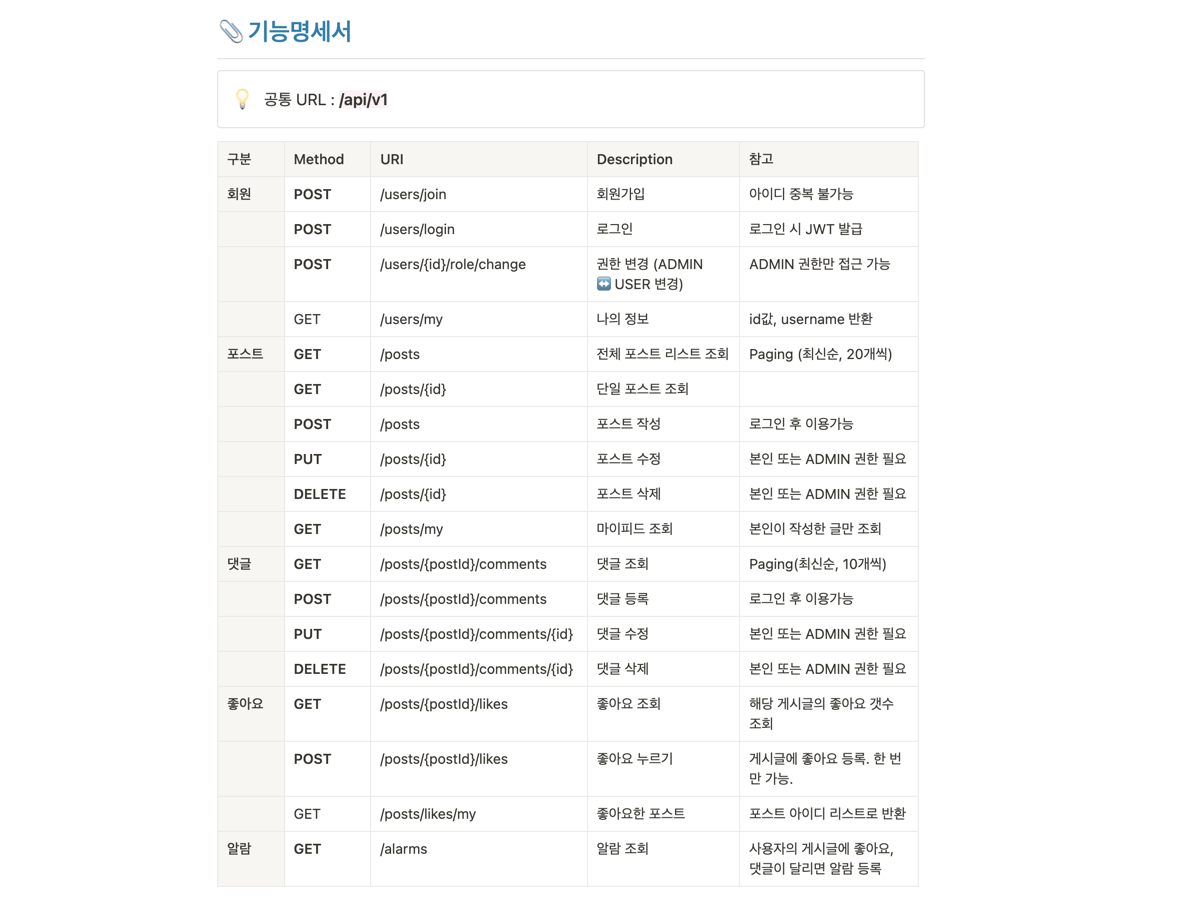 기능명세서
공통 URL : /api/v1
구분 Method URI Description 참고
회원 POST /users/join 회원가입 아이디 중복 불가능
POST /users/login 로그인 로그인 시 JWT 발급
POST /users/{id}/role/change 권한 변경 (ADMIN ↔️ USER 변경) ADMIN 권한만 접근 가능
GET /users/my 나의 정보 id값, username 반환
포스트 GET /posts 전체 포스트 리스트 조회 Paging (최신순, 20개씩)
GET /posts/{id} 단일 포스트 조회
POST /posts 포스트 작성 로그인 후 이용가능
PUT /posts/{id} 포스트 수정 본인 또는 ADMIN 권한 필요
DELETE /posts/{id} 포스트 삭제 본인 또는 ADMIN 권한 필요
GET /posts/my 마이피드 조회 본인이 작성한 글만 조회
댓글 GET /posts/{postId}/comments 댓글 조회 Paging(최신순, 10개씩)
POST /posts/{postId}/comments 댓글 등록 로그인 후 이용가능
PUT /posts/{postId}/comments/{id} 댓글 수정 본인 또는 ADMIN 권한 필요
DELETE /posts/{postId}/comments/{id} 댓글 삭제 본인 또는 ADMIN 권한 필요
좋아요 GET /posts/{postId}/likes 좋아요 조회 해당 게시글의 좋아요 갯수 조회
POST /posts/{postId}/likes 좋아요 누르기 게시글에 좋아요 등록. 한 번만 가능.
GET /posts/likes/my 좋아요한 포스트 포스트 아이디 리스트로 반환
알람 GET /alarms 알람 조회 사용자의 게시글에 좋아요, 댓글이 달리면 알람 등록